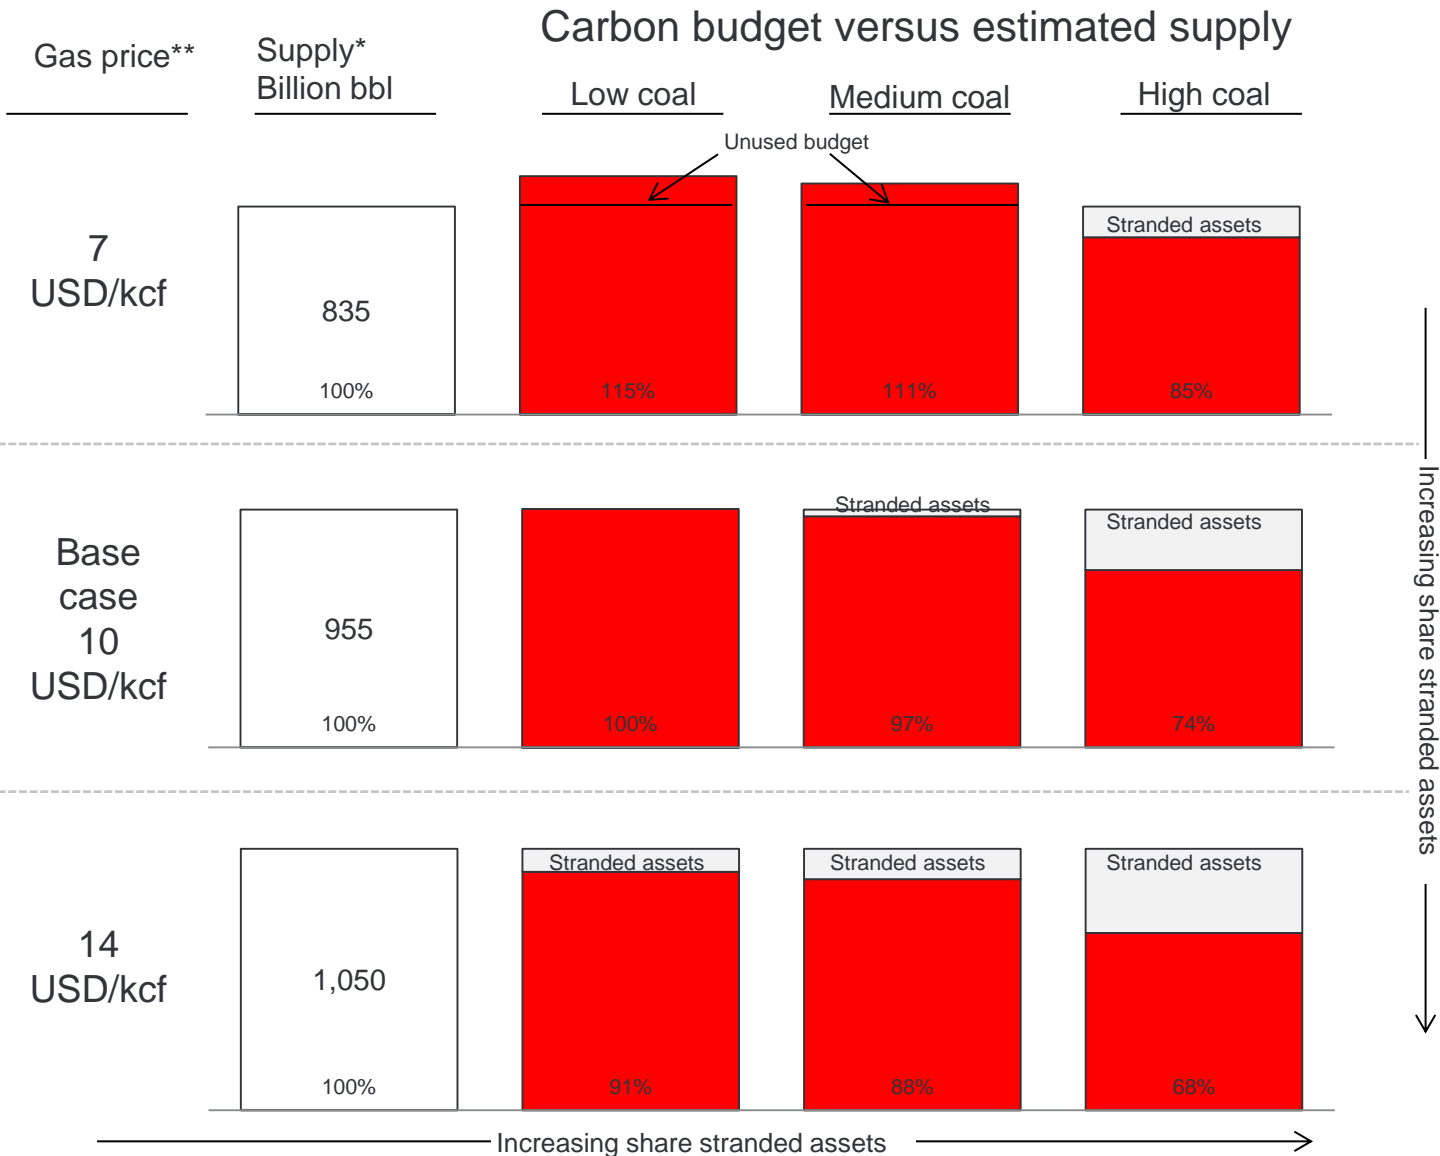 Carbon budget versus estimated supply
Gas price**
Supply*
Billion bbl
Low coal
Medium coal
High coal
Unused budget
7
USD/kcf
835
100%
115%
111%
Stranded assets
85%
Base
case
10
USD/kcf
955
100%
100%
Stranded assets
97%
Stranded assets
74%
14
USD/kcf
1,050
100%
Stranded assets
91%
Stranded assets
88%
Stranded assets
68%
Increasing share stranded assets
Increasing share stranded assets